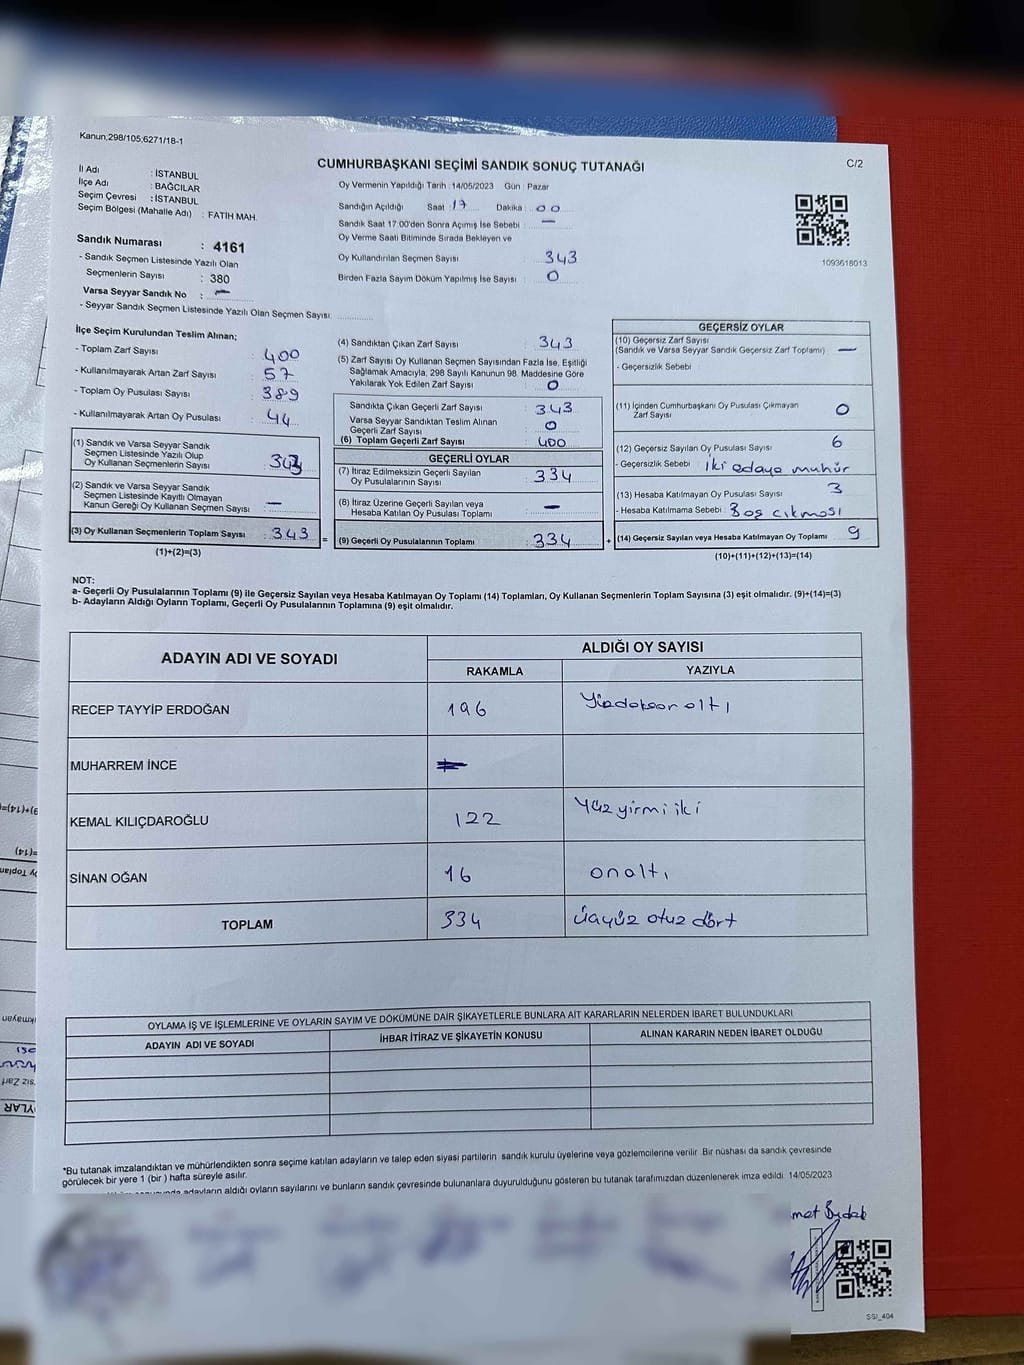 Kanun,298/105,6271/18-1
CUMHURBAŞKANI SEÇİMİ SANDIK SONUÇ TUTANAĞI
C/2
İl Adı : İSTANBUL
İlçe Adı : BAĞCILAR
Seçim Çevresi : İSTANBUL
Seçim Bölgesi (Mahalle Adı) : FATİH MAH.
Sandık Numarası : 4161
- Sandık Seçmen Listesinde Yazılı Olan
Seçmenlerin Sayısı : 380
Varsa Seyyar Sandık No : —
- Seyyar Sandık Seçmen Listesinde Yazılı Olan Seçmen Sayısı:
Oy Vermenin Yapıldığı Tarih : 14/05/2023 Gün : Pazar
Sandığın Açıldığı Saat 17 Dakika : 00
Sandık Saat 17:00'den Sonra Açımış İse Sebebi : —
Oy Verme Saati Bitiminde Sırada Bekleyen ve
Oy Kullandırılan Seçmen Sayısı : 343
Birden Fazla Sayım Döküm Yapılmış İse Sayısı : 0
1093618013
İlçe Seçim Kurulundan Teslim Alınan;
- Toplam Zarf Sayısı : 400
- Kullanılmayarak Artan Zarf Sayısı : 57
- Toplam Oy Pusulası Sayısı : 389
- Kullanılmayarak Artan Oy Pusulası : 44
(1) Sandık ve Varsa Seyyar Sandık
Seçmen Listesinde Yazılı Olup
Oy Kullanan Seçmenlerin Sayısı : 343
(2) Sandık ve Varsa Seyyar Sandık
Seçmen Listesinde Kayıtlı Olmayan
Kanun Gereği Oy Kullanan Seçmen Sayısı : —
(3) Oy Kullanan Seçmenlerin Toplam Sayısı : 343
(1)+(2)=(3)
=
(4) Sandıktan Çıkan Zarf Sayısı : 343
(5) Zarf Sayısı Oy Kullanan Seçmen Sayısından Fazla İse, Eşitliği
Sağlamak Amacıyla, 298 Sayılı Kanunun 98. Maddesine Göre
Yakılarak Yok Edilen Zarf Sayısı : 0
Sandıkta Çıkan Geçerli Zarf Sayısı : 343
Varsa Seyyar Sandıktan Teslim Alınan
Geçerli Zarf Sayısı : 0
(6) Toplam Geçerli Zarf Sayısı : 400
GEÇERLİ OYLAR
(7) İtiraz Edilmeksizin Geçerli Sayılan
Oy Pusulalarının Sayısı : 334
(8) İtiraz Üzerine Geçerli Sayılan veya
Hesaba Katılan Oy Pusulası Toplamı : —
(9) Geçerli Oy Pusulalarının Toplamı : 334
+
GEÇERSİZ OYLAR
(10) Geçersiz Zarf Sayısı
(Sandık ve Varsa Seyyar Sandık Geçersiz Zarf Toplamı) —
- Geçersizlik Sebebi
(11) İçinden Cumhurbaşkanı Oy Pusulası Çıkmayan
Zarf Sayısı 0
(12) Geçersiz Sayılan Oy Pusulası Sayısı 6
- Geçersizlik Sebebi iki adaya muhür
(13) Hesaba Katılmayan Oy Pusulası Sayısı 3
- Hesaba Katılmama Sebebi : Boş çıkması
(14) Geçersiz Sayılan veya Hesaba Katılmayan Oy Toplamı 9
(10)+(11)+(12)+(13)=(14)
NOT:
a- Geçerli Oy Pusulalarının Toplamı (9) ile Geçersiz Sayılan veya Hesaba Katılmayan Oy Toplamı (14) Toplamları, Oy Kullanan Seçmenlerin Toplam Sayısına (3) eşit olmalıdır. (9)+(14)=(3)
b- Adayların Aldığı Oyların Toplamı, Geçerli Oy Pusulalarının Toplamına (9) eşit olmalıdır.
ADAYIN ADI VE SOYADI
ALDIĞI OY SAYISI
RAKAMLA YAZIYLA
RECEP TAYYİP ERDOĞAN 196 Yüzdoksan altı
MUHARREM İNCE
KEMAL KILIÇDAROĞLU 122 Yüz yirmi iki
SİNAN OĞAN 16 onaltı
TOPLAM 334 üçyüz otuz dört
OYLAMA İŞ VE İŞLEMLERİNE VE OYLARIN SAYIM VE DÖKÜMÜNE DAİR ŞİKAYETLERLE BUNLARA AİT KARARLARIN NELERDEN İBARET BULUNDUKLARI
ADAYIN ADI VE SOYADI İHBAR İTİRAZ VE ŞİKAYETİN KONUSU ALINAN KARARIN NEDEN İBARET OLDUĞU
*Bu tutanak imzalandıktan ve mühürlendikten sonra seçime katılan adayların ve talep eden siyasi partilerin sandık kurulu üyelerine veya gözlemcilerine verilir. Bir nüshası da sandık çevresinde
görülecek bir yere 1 (bir) hafta süreyle asılır.
adayların aldığı oyların sayılarını ve bunların sandık çevresinde bulunanlara duyurulduğunu gösteren bu tutanak tarafımızdan düzenlenerek imza edildi. 14/05/2023
SSI_404